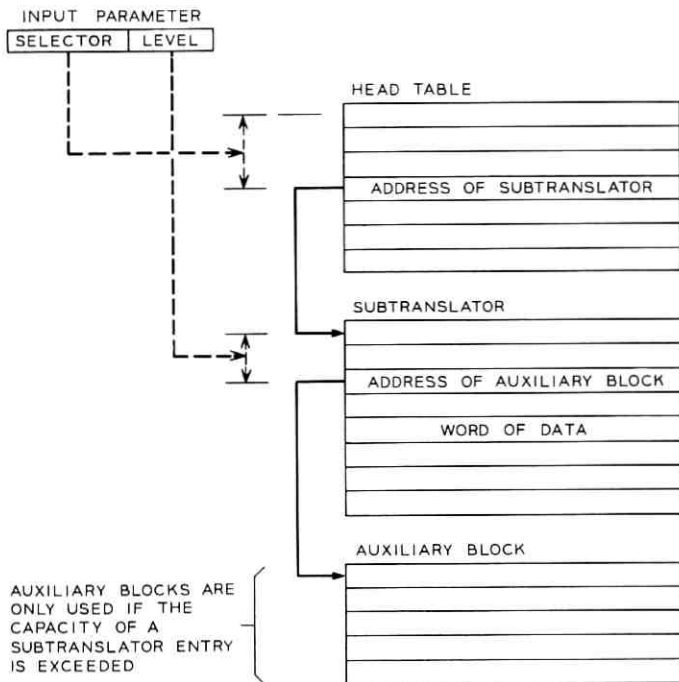 INPUT PARAMETER
SELECTOR LEVEL
HEAD TABLE
ADDRESS OF SUBTRANSLATOR
SUBTRANSLATOR
ADDRESS OF AUXILIARY BLOCK
WORD OF DATA
AUXILIARY BLOCK
AUXILIARY BLOCKS ARE
ONLY USED IF THE
CAPACITY OF A
SUBTRANSLATOR ENTRY
IS EXCEEDED